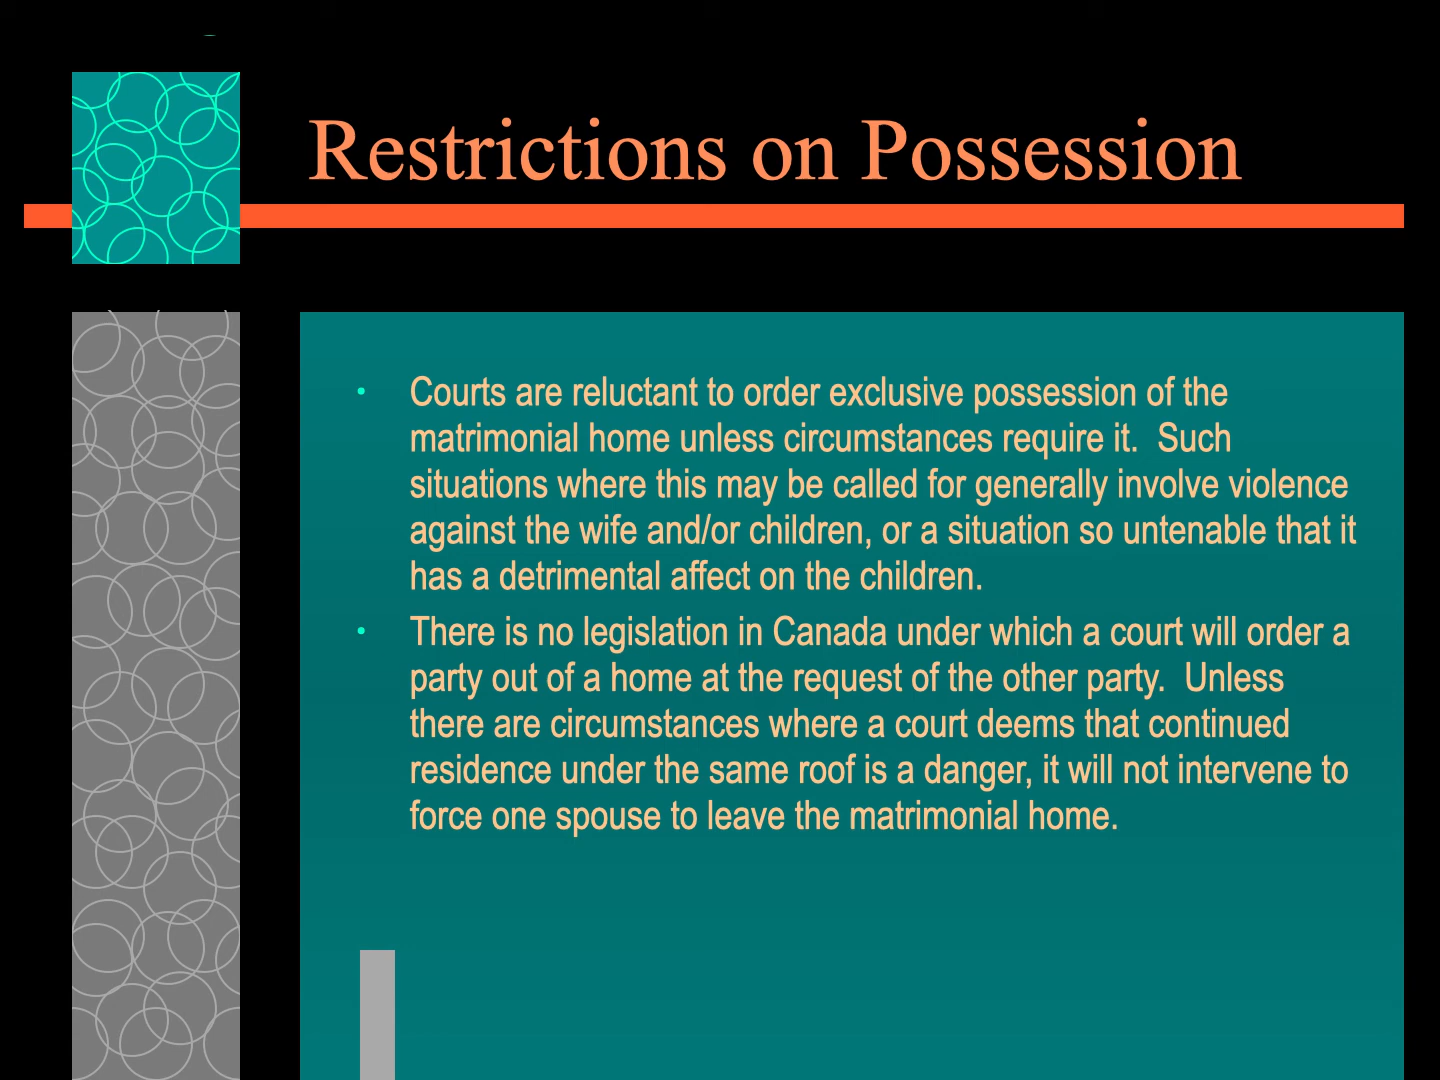 Restrictions on Possession
• Courts are reluctant to order exclusive possession of the
matrimonial home unless circumstances require it.  Such
situations where this may be called for generally involve violence
against the wife and/or children, or a situation so untenable that it
has a detrimental affect on the children.
• There is no legislation in Canada under which a court will order a
party out of a home at the request of the other party.  Unless
there are circumstances where a court deems that continued
residence under the same roof is a danger, it will not intervene to
force one spouse to leave the matrimonial home.